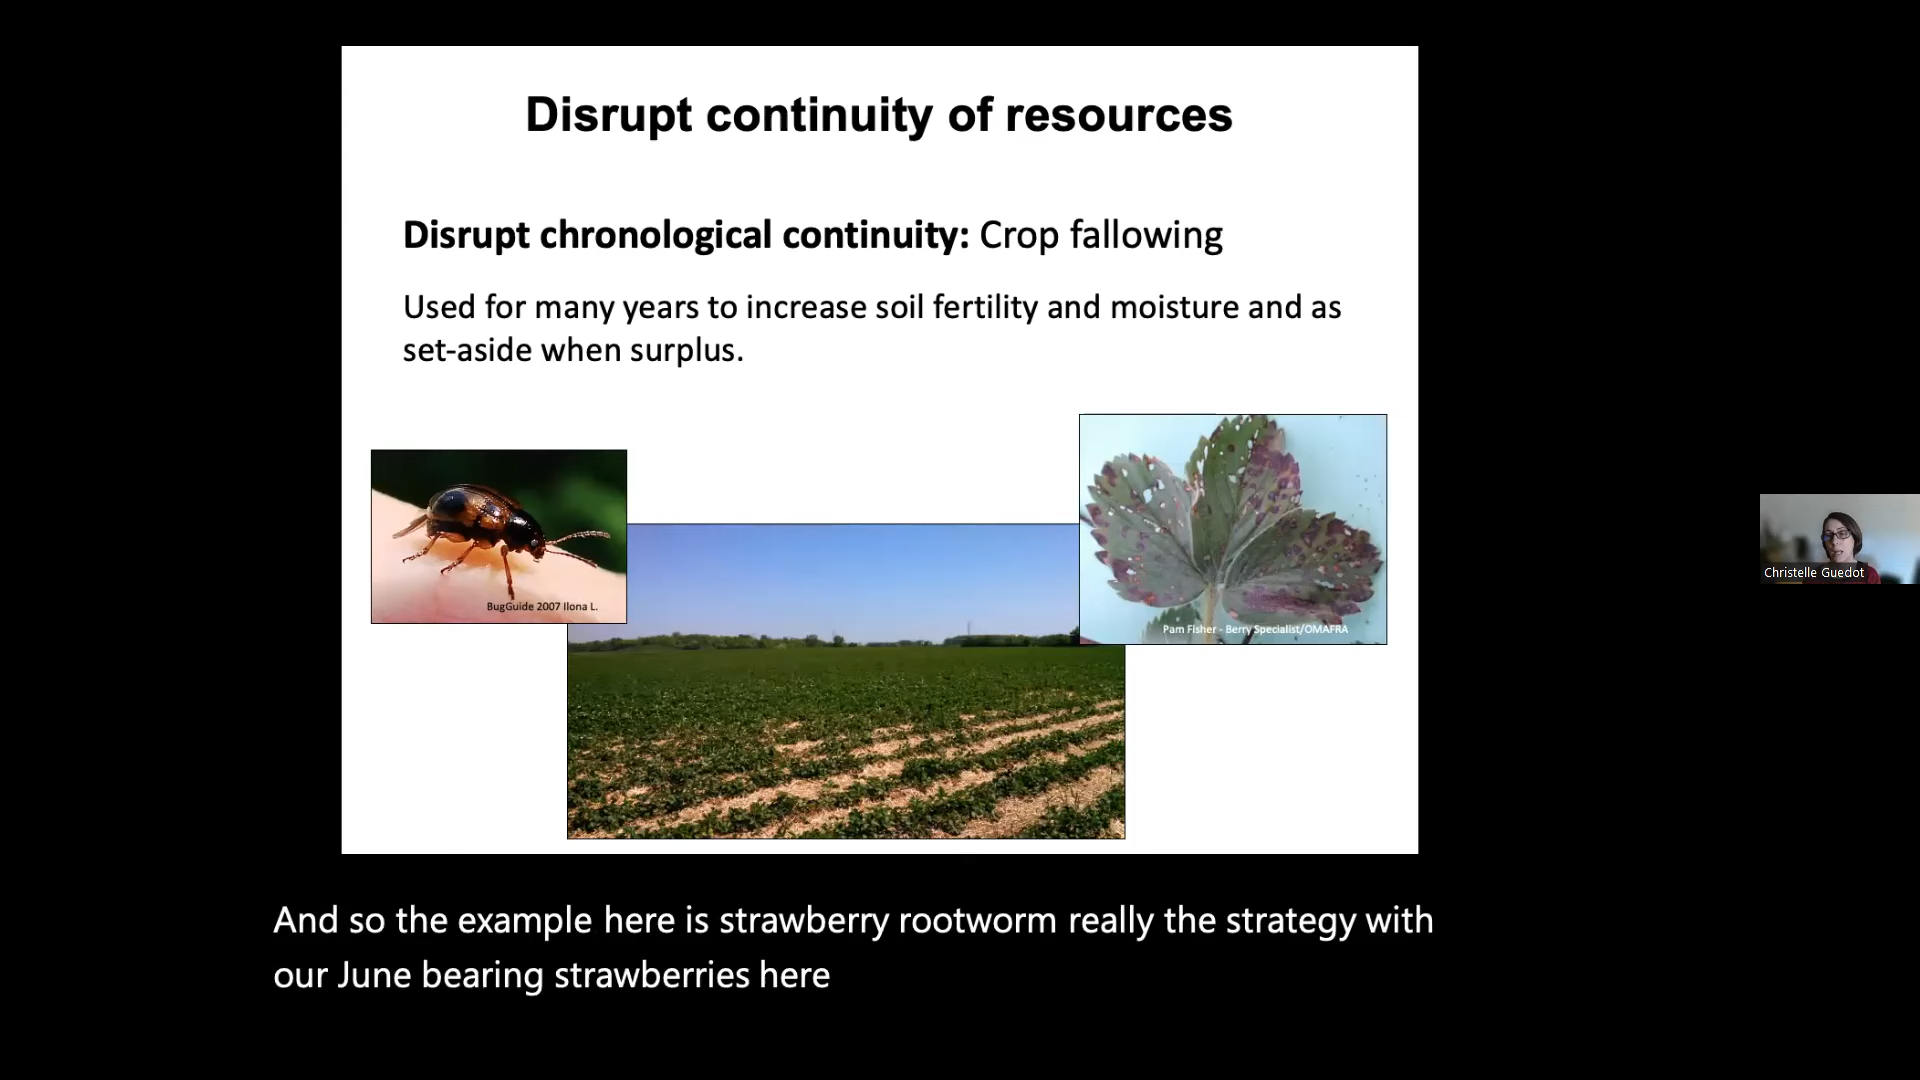 Disrupt continuity of resources
Disrupt chronological continuity: Crop fallowing
Used for many years to increase soil fertility and moisture and as
set-aside when surplus.
BugGuide 2007 Ilona L.
Pam Fisher - Berry Specialist/OMAFRA
Christelle Guedot
And so the example here is strawberry rootworm really the strategy with
our June bearing strawberries here